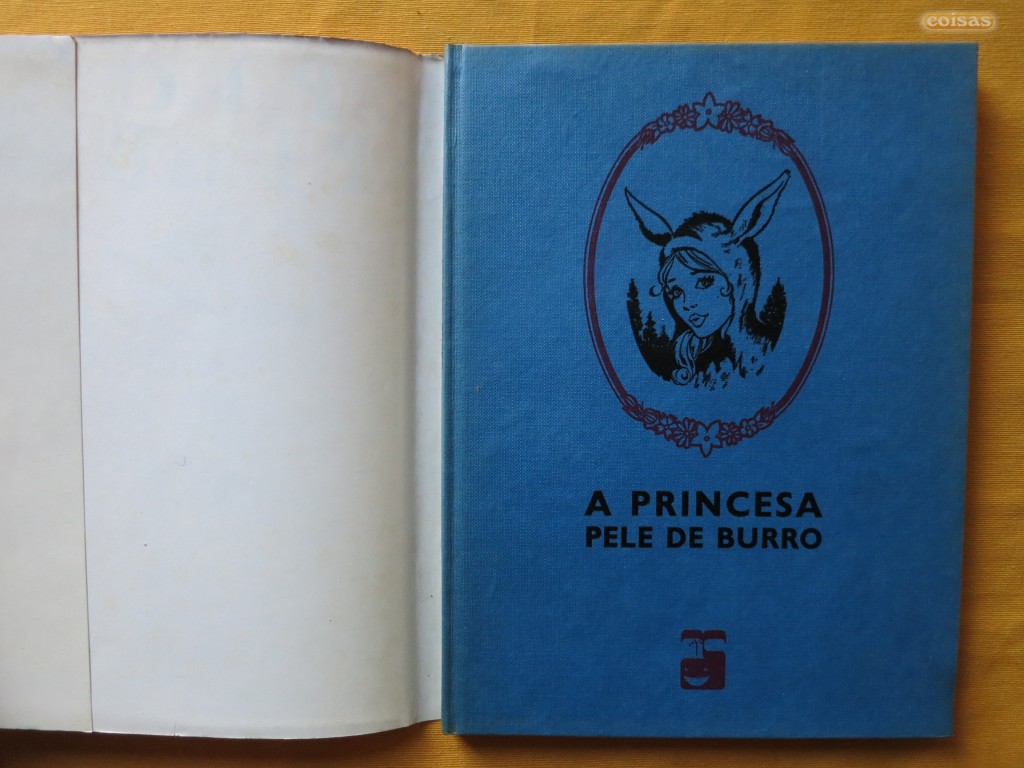 coisas
A PRINCESA
PELE DE BURRO